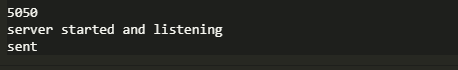 5050
server started and listening
sent